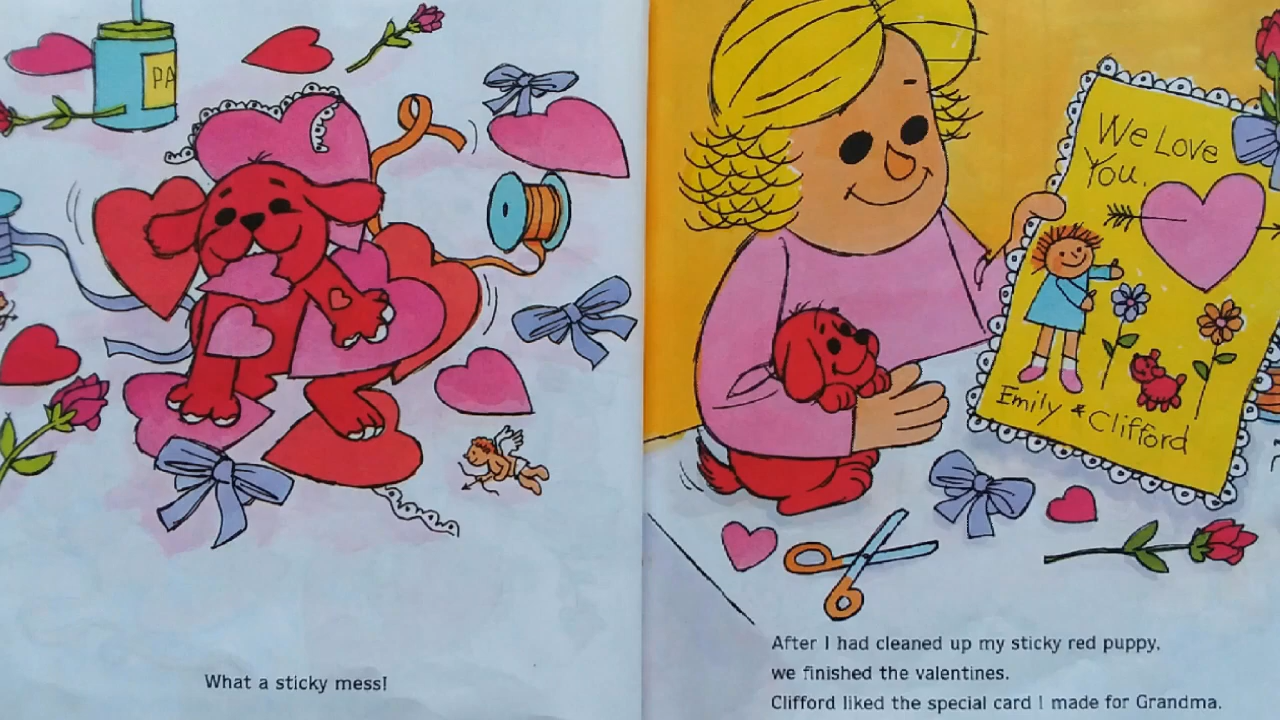 PA
What a sticky mess!
We Love
You,
Emily & Clifford
After I had cleaned up my sticky red puppy,
we finished the valentines.
Clifford liked the special card I made for Grandma.